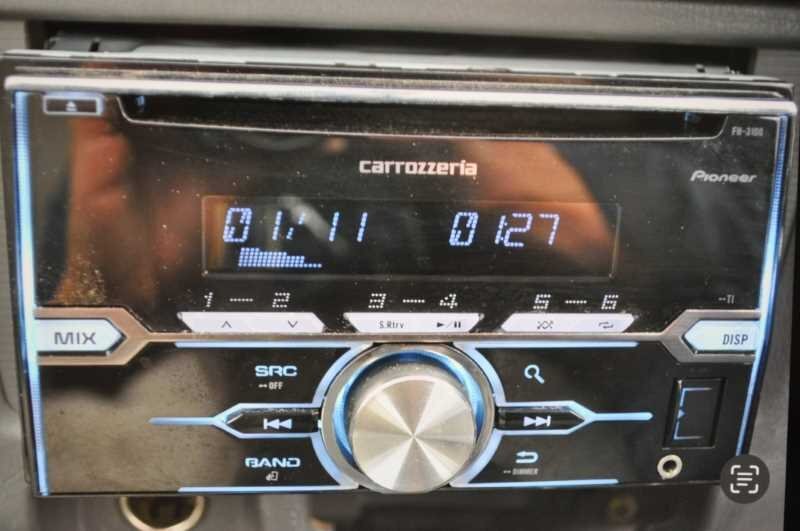 FH-3100
carrozzeria
Pioneer
01/11 01:27
1 -- 2 3 -- 4 5 -- 6
S.Rtrv
MIX
DISP
SRC
OFF
BAND
DIMMER